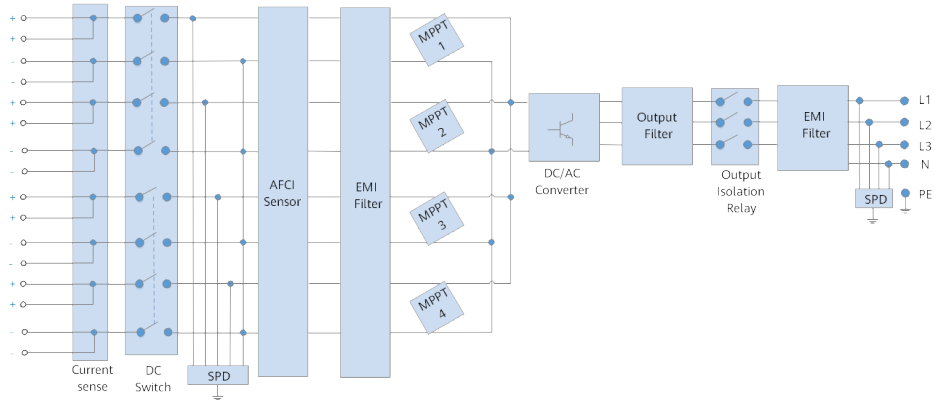 +
+
-
-
+
+
-
-
+
+
-
-
+
+
-
-
Current
sense
DC
Switch
SPD
AFCI
Sensor
EMI
Filter
MPPT
1
MPPT
2
MPPT
3
MPPT
4
DC/AC
Converter
Output
Filter
Output
Isolation
Relay
EMI
Filter
L1
L2
L3
N
PE
SPD